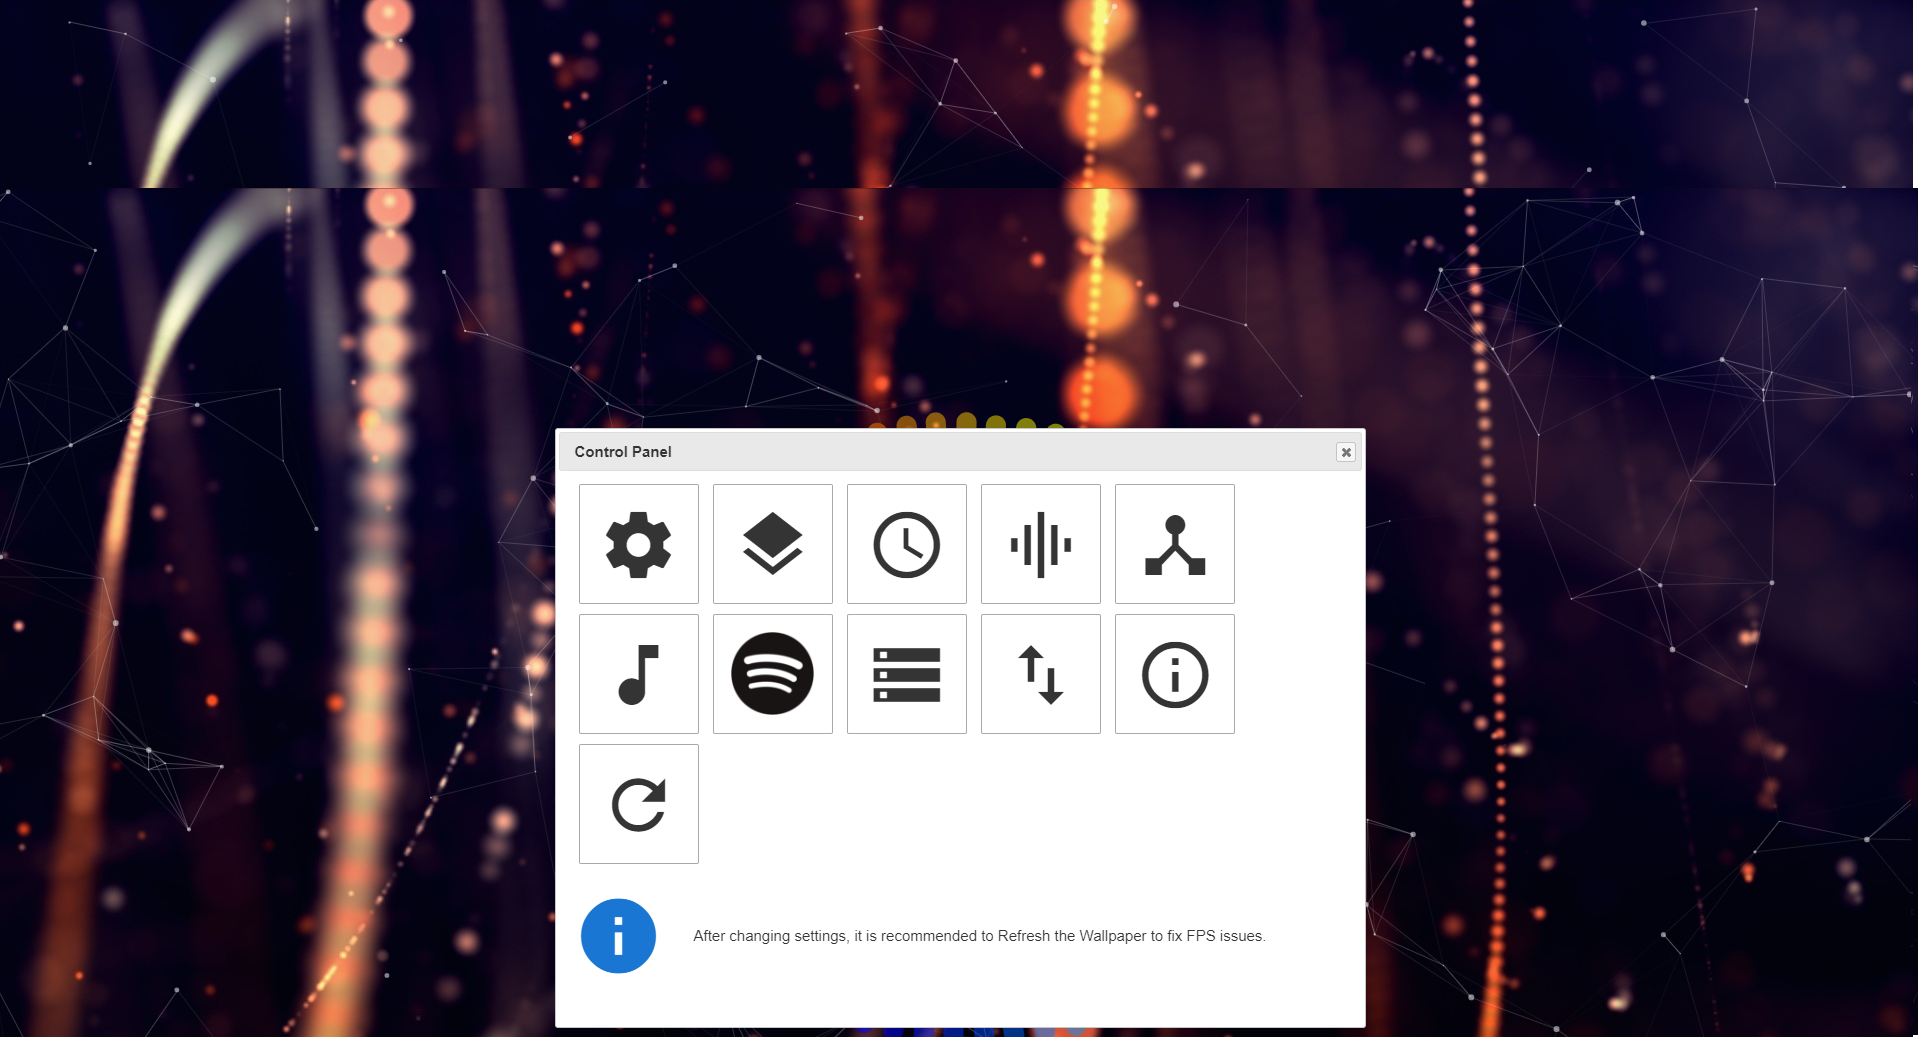 Control Panel
After changing settings, it is recommended to Refresh the Wallpaper to fix FPS issues.